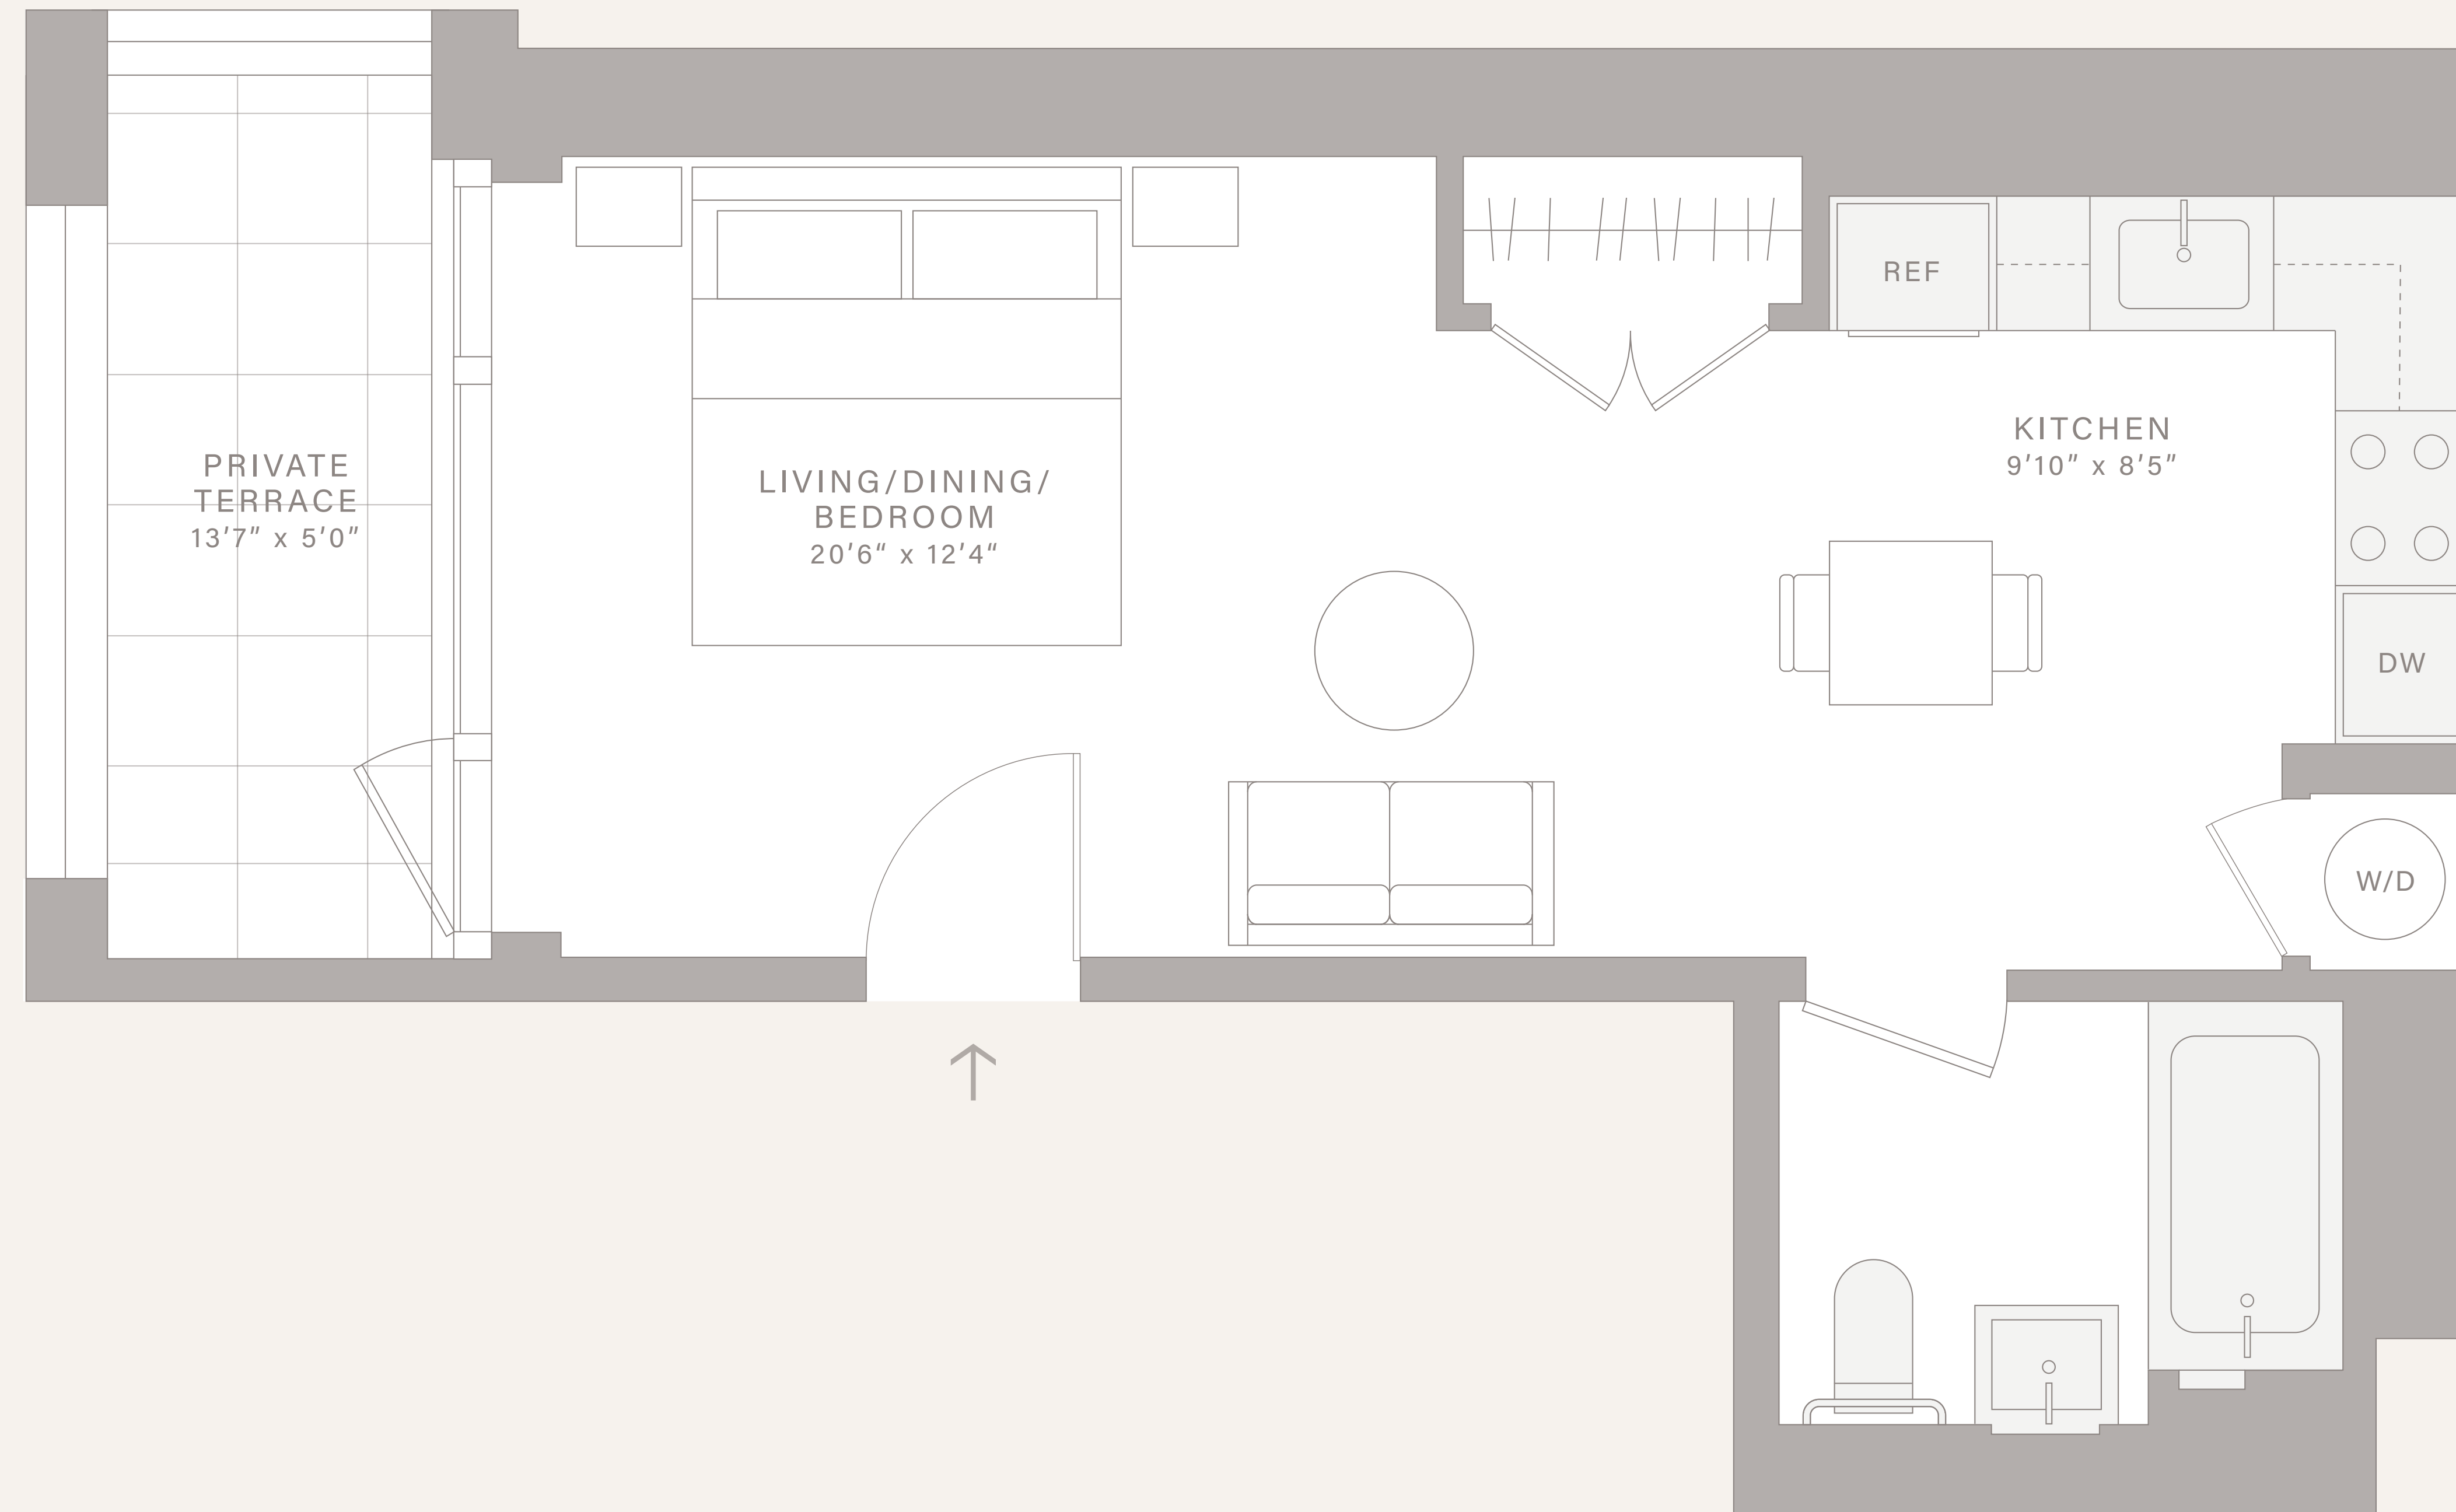 PRIVATE
TERRACE
13′7″ x 5′0″
LIVING/DINING/
BEDROOM
20′6“ x 12′4“
REF
KITCHEN
9′10″ x 8′5″
DW
W/D